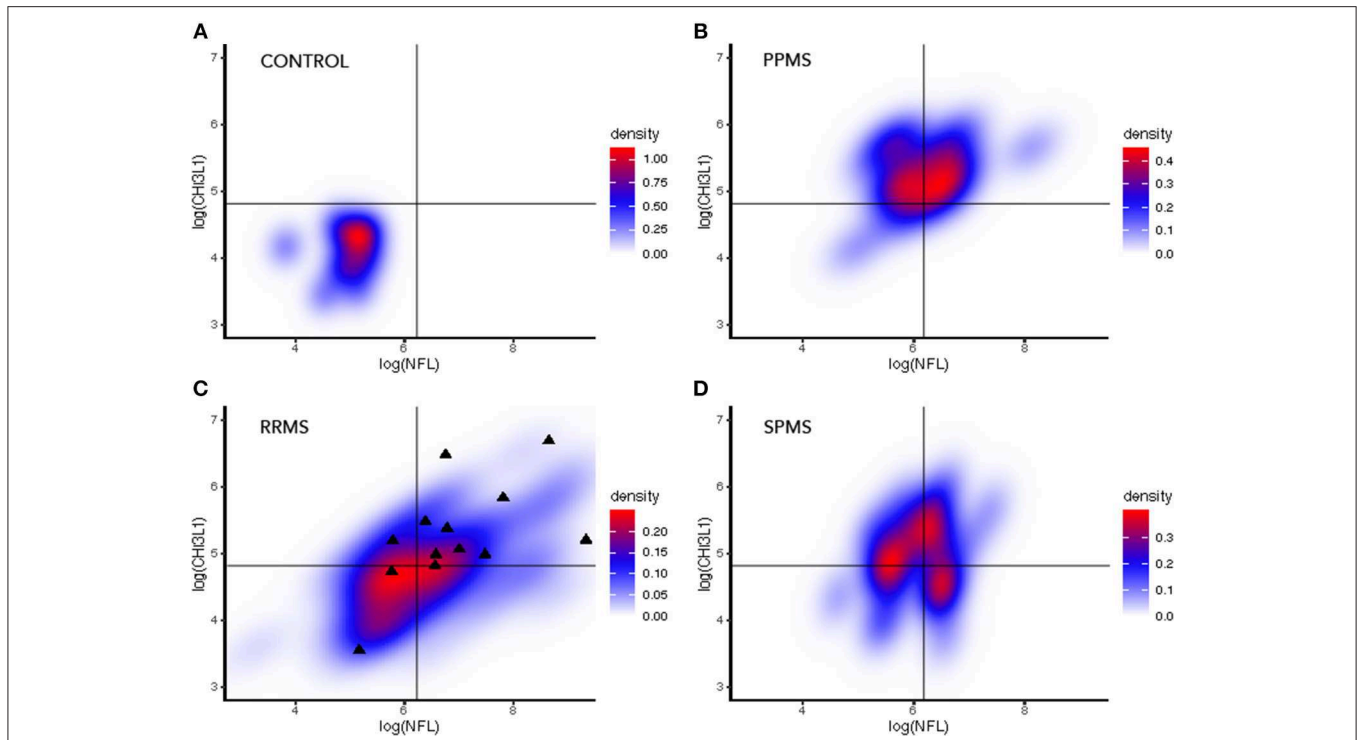 A
CONTROL
7
6
5
4
3
log(CHI3L1)
4 6 8
log(NFL)
density
1.00
0.75
0.50
0.25
0.00
B
PPMS
7
6
5
4
3
log(CHI3L1)
4 6 8
log(NFL)
density
0.4
0.3
0.2
0.1
0.0
C
RRMS
7
6
5
4
3
log(CHI3L1)
4 6 8
log(NFL)
density
0.20
0.15
0.10
0.05
0.00
D
SPMS
7
6
5
4
3
log(CHI3L1)
4 6 8
log(NFL)
density
0.3
0.2
0.1
0.0